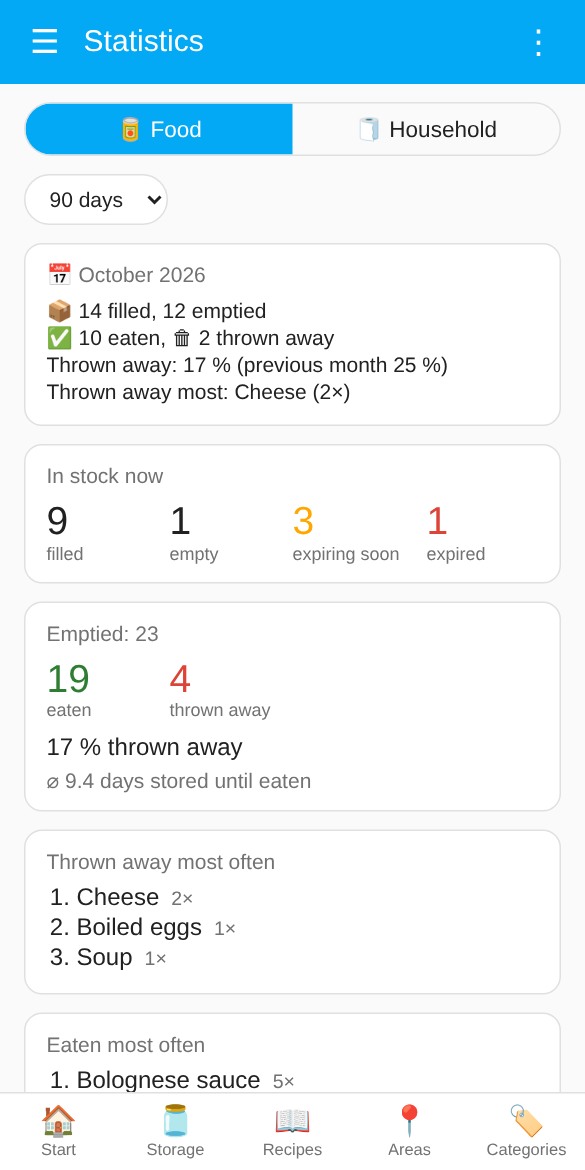 ☰ Statistics ⋮
🥫 Food 🧻 Household
90 days
📅 October 2026
📦 14 filled, 12 emptied
✅ 10 eaten, 🗑 2 thrown away
Thrown away: 17 % (previous month 25 %)
Thrown away most: Cheese (2×)
In stock now
9 1 3 1
filled empty expiring soon expired
Emptied: 23
19 4
eaten thrown away
17 % thrown away
⌀ 9.4 days stored until eaten
Thrown away most often
1. Cheese 2×
2. Boiled eggs 1×
3. Soup 1×
Eaten most often
1. Bolognese sauce 5×
🏠 🫙 📖 📍 🏷️
Start Storage Recipes Areas Categories